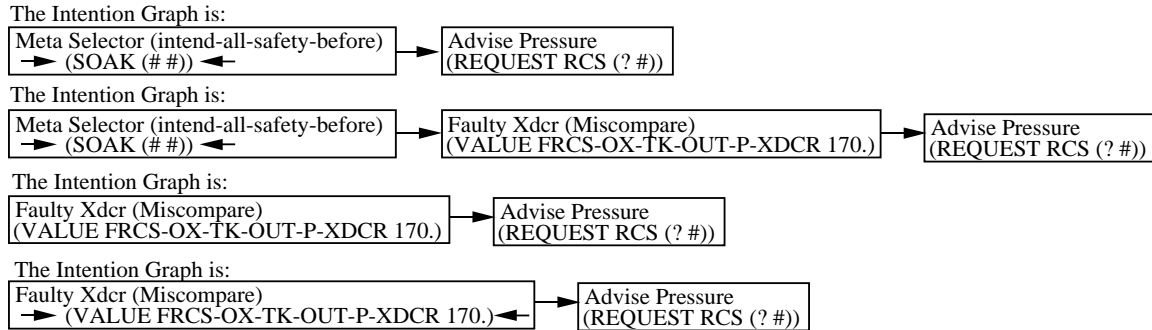 The Intention Graph is:
Meta Selector (intend-all-safety-before)
(SOAK (# #))
Advise Pressure
(REQUEST RCS (? #))
The Intention Graph is:
Meta Selector (intend-all-safety-before)
(SOAK (# #))
Faulty Xdcr (Miscompare)
(VALUE FRCS-OX-TK-OUT-P-XDCR 170.)
Advise Pressure
(REQUEST RCS (? #))
The Intention Graph is:
Faulty Xdcr (Miscompare)
(VALUE FRCS-OX-TK-OUT-P-XDCR 170.)
Advise Pressure
(REQUEST RCS (? #))
The Intention Graph is:
Faulty Xdcr (Miscompare)
(VALUE FRCS-OX-TK-OUT-P-XDCR 170.)
Advise Pressure
(REQUEST RCS (? #))